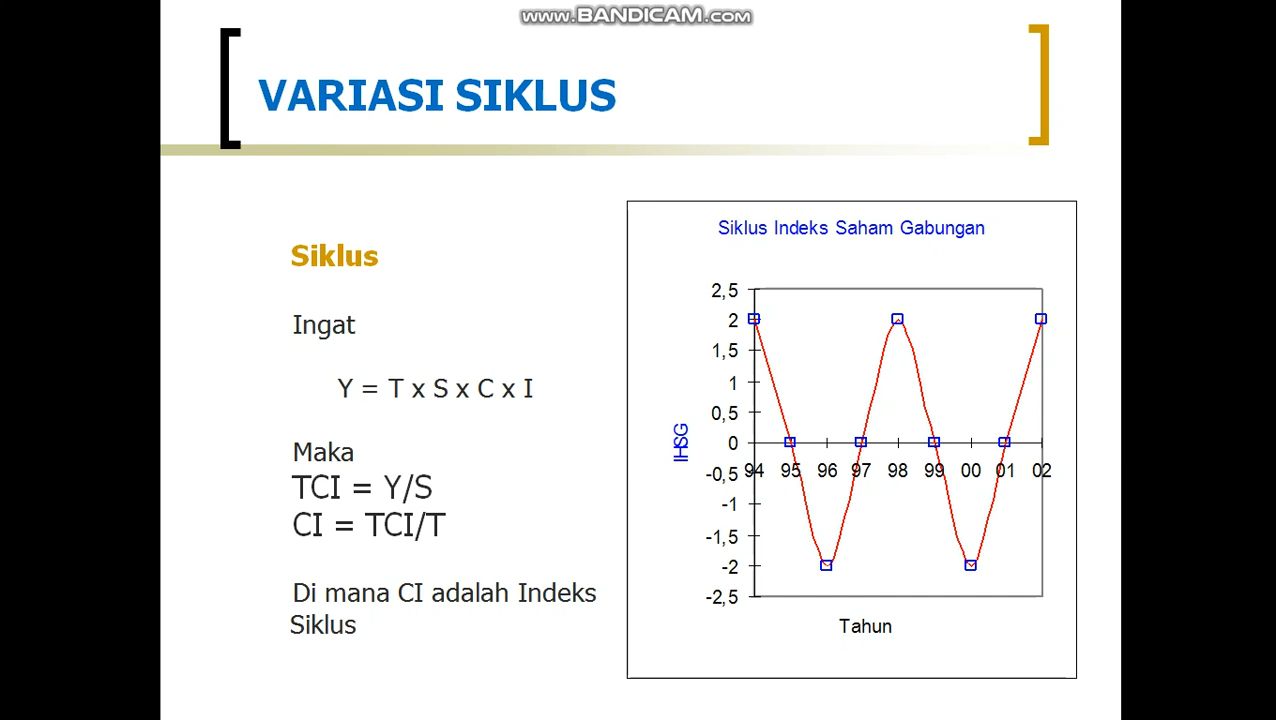 www.BANDICAM.com
VARIASI SIKLUS
Siklus
Ingat
Y = T x S x C x I
Maka
TCI = Y/S
CI = TCI/T
Di mana CI adalah Indeks
Siklus
Siklus Indeks Saham Gabungan
2,5
2
1,5
1
0,5
0
-0,5
-1
-1,5
-2
-2,5
IHSG
94 95 96 97 98 99 00 01 02
Tahun